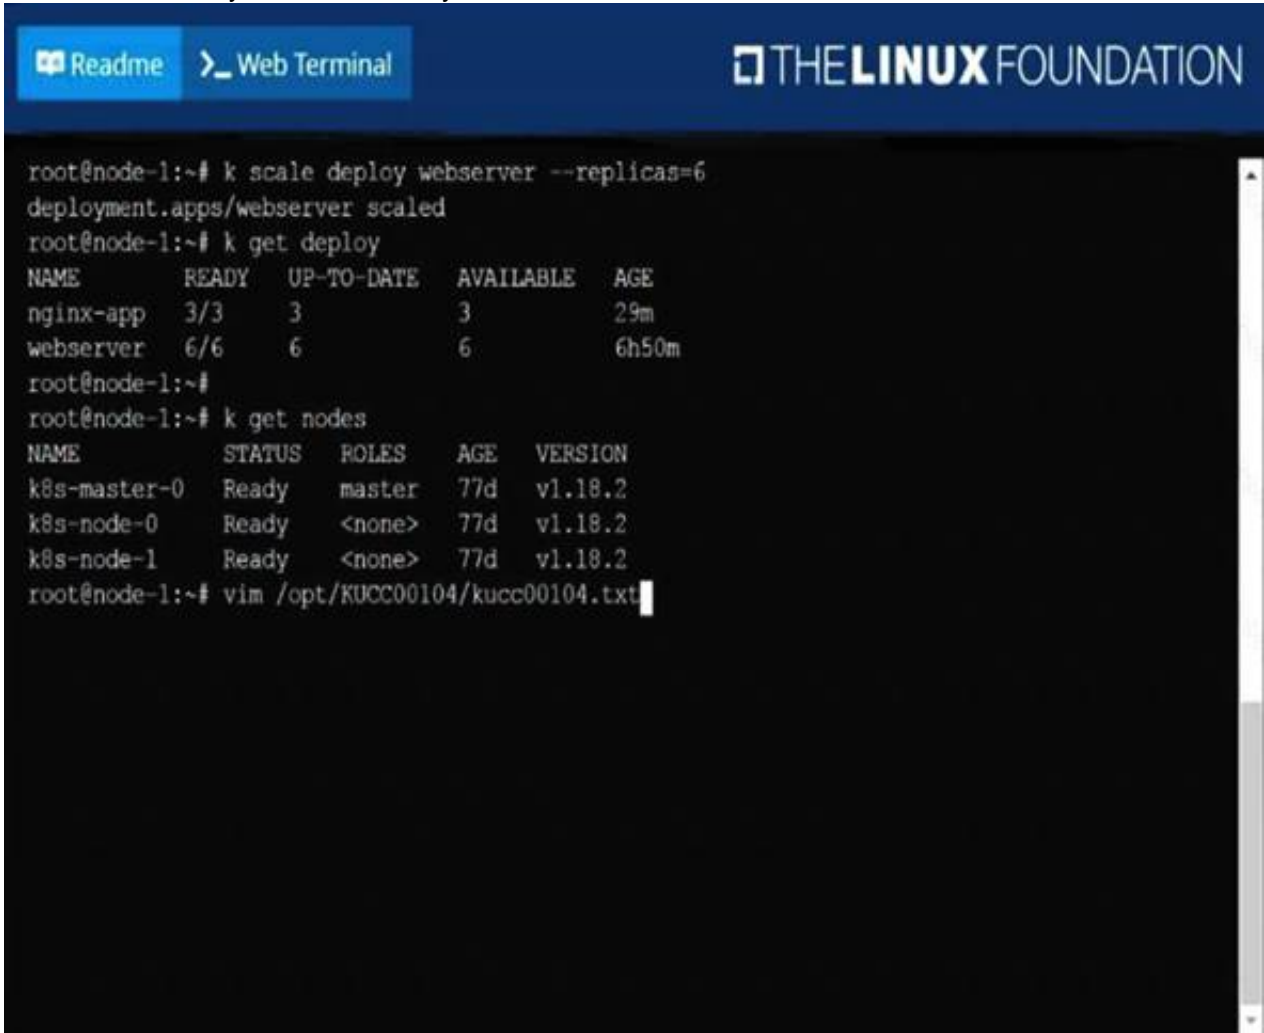 Readme >_ Web Terminal THE LINUX FOUNDATION
root@node-1:~# k scale deploy webserver --replicas=6
deployment.apps/webserver scaled
root@node-1:~# k get deploy
NAME READY UP-TO-DATE AVAILABLE AGE
nginx-app 3/3 3 3 29m
webserver 6/6 6 6 6h50m
root@node-1:~#
root@node-1:~# k get nodes
NAME STATUS ROLES AGE VERSION
k8s-master-0 Ready master 77d v1.18.2
k8s-node-0 Ready <none> 77d v1.18.2
k8s-node-1 Ready <none> 77d v1.18.2
root@node-1:~# vim /opt/KUCC00104/kucc00104.txt